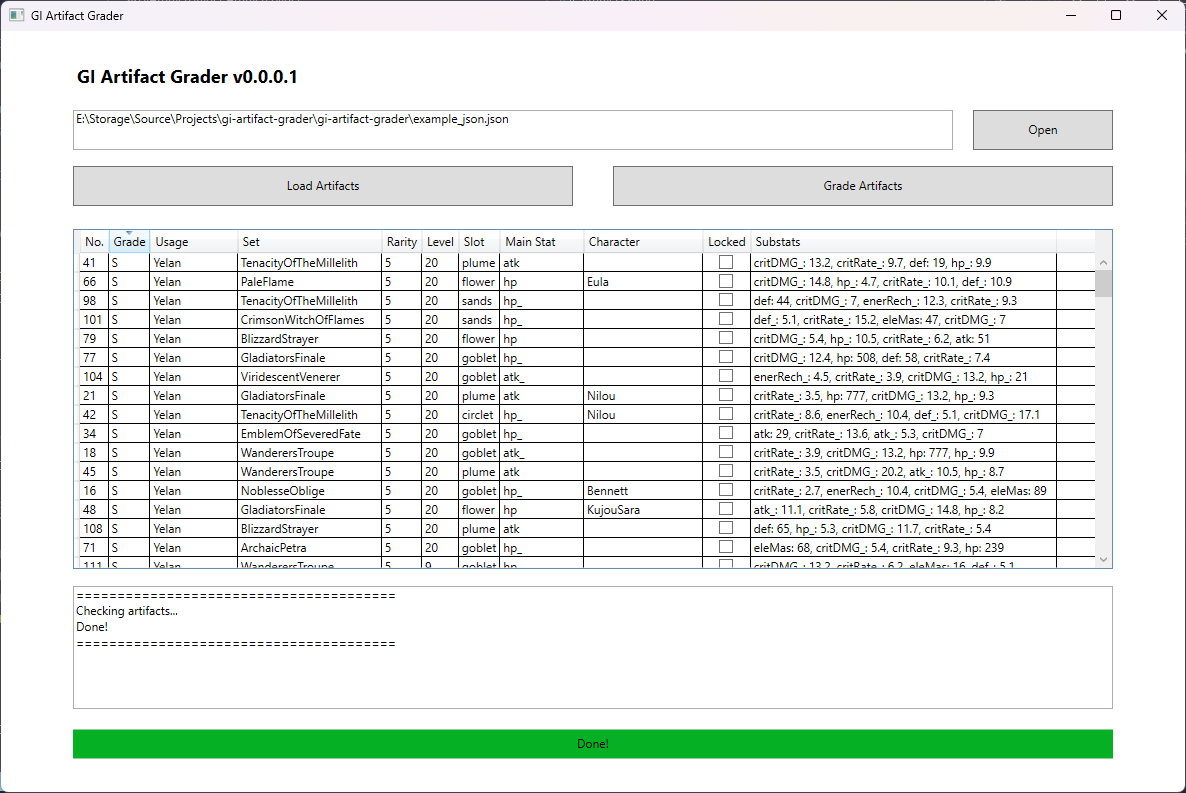 GI Artifact Grader
GI Artifact Grader v0.0.0.1
E:\Storage\Source\Projects\gi-artifact-grader\gi-artifact-grader\example_json.json
Open
Load Artifacts Grade Artifacts
No. Grade Usage Set Rarity Level Slot Main Stat Character Locked Substats
41 S Yelan TenacityOfTheMillelith 5 20 plume atk critDMG_: 13.2, critRate_: 9.7, def: 19, hp_: 9.9
66 S Yelan PaleFlame 5 20 flower hp Eula critDMG_: 14.8, hp_: 4.7, critRate_: 10.1, def_: 10.9
98 S Yelan TenacityOfTheMillelith 5 20 sands hp_ def: 44, critDMG_: 7, enerRech_: 12.3, critRate_: 9.3
101 S Yelan CrimsonWitchOfFlames 5 20 sands hp_ def_: 5.1, critRate_: 15.2, eleMas: 47, critDMG_: 7
79 S Yelan BlizzardStrayer 5 20 flower hp critDMG_: 5.4, hp_: 10.5, critRate_: 6.2, atk: 51
77 S Yelan GladiatorsFinale 5 20 goblet hp_ critDMG_: 12.4, hp: 508, def: 58, critRate_: 7.4
104 S Yelan ViridescentVenerer 5 20 goblet atk_ enerRech_: 4.5, critRate_: 3.9, critDMG_: 13.2, hp_: 21
21 S Yelan GladiatorsFinale 5 20 plume atk Nilou critRate_: 3.5, hp: 777, critDMG_: 13.2, hp_: 9.3
42 S Yelan TenacityOfTheMillelith 5 20 circlet hp_ Nilou critRate_: 8.6, enerRech_: 10.4, def_: 5.1, critDMG_: 17.1
34 S Yelan EmblemOfSeveredFate 5 20 goblet hp_ atk: 29, critRate_: 13.6, atk_: 5.3, critDMG_: 7
18 S Yelan WanderersTroupe 5 20 goblet atk_ critRate_: 3.9, critDMG_: 13.2, hp: 777, hp_: 9.9
45 S Yelan WanderersTroupe 5 20 plume atk critRate_: 3.5, critDMG_: 20.2, atk_: 10.5, hp_: 8.7
16 S Yelan NoblesseOblige 5 20 goblet hp_ Bennett critRate_: 2.7, enerRech_: 10.4, critDMG_: 5.4, eleMas: 89
48 S Yelan GladiatorsFinale 5 20 flower hp KujouSara atk_: 11.1, critRate_: 5.8, critDMG_: 14.8, hp_: 8.2
108 S Yelan BlizzardStrayer 5 20 plume atk def: 65, hp_: 5.3, critDMG_: 11.7, critRate_: 5.4
71 S Yelan ArchaicPetra 5 20 goblet hp_ eleMas: 68, critDMG_: 5.4, critRate_: 9.3, hp: 239
111 S Yelan WanderersTroupe 5 9 goblet critDMG_: 13.2, critRate_: 6.2, eleMas: 16, def_: 5.1
=======================================
Checking artifacts...
Done!
=======================================
Done!